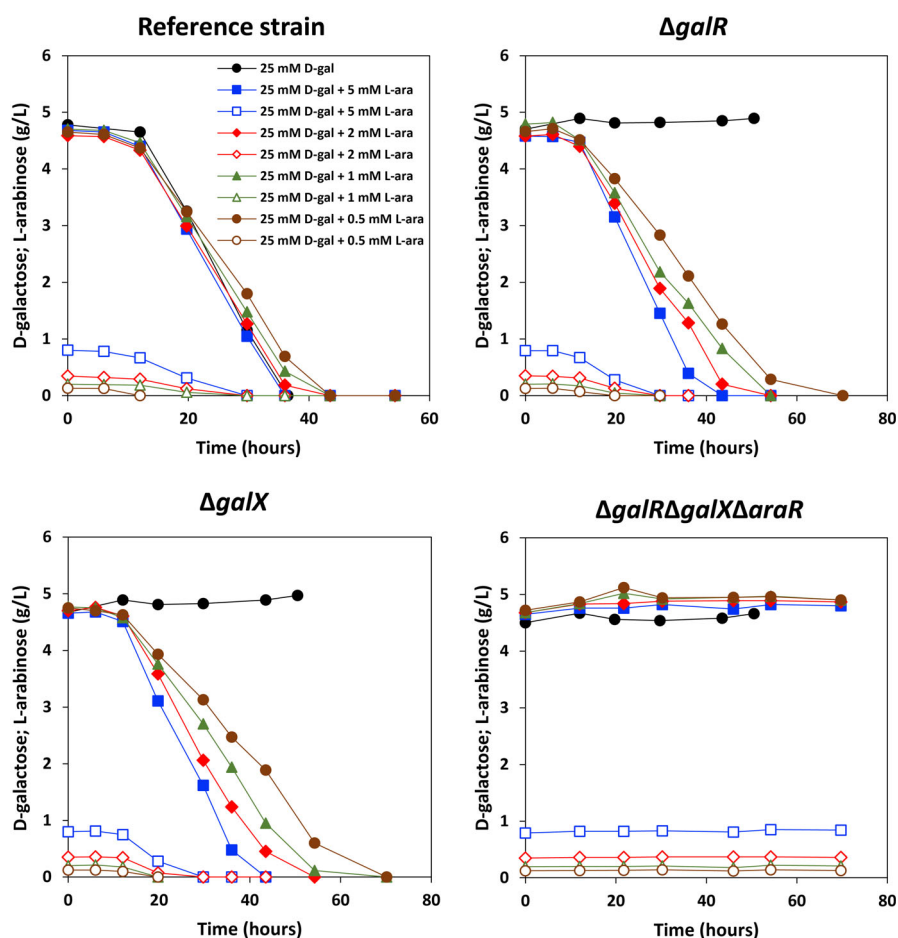 Reference strain
ΔgalR
6
5
4
3
2
1
0
D-galactose; L-arabinose (g/L)
25 mM D-gal
25 mM D-gal + 5 mM L-ara
25 mM D-gal + 5 mM L-ara
25 mM D-gal + 2 mM L-ara
25 mM D-gal + 2 mM L-ara
25 mM D-gal + 1 mM L-ara
25 mM D-gal + 1 mM L-ara
25 mM D-gal + 0.5 mM L-ara
25 mM D-gal + 0.5 mM L-ara
0 20 40 60
Time (hours)
6
5
4
3
2
1
0
D-galactose; L-arabinose (g/L)
0 20 40 60 80
Time (hours)
ΔgalX
ΔgalRΔgalXΔaraR
6
5
4
3
2
1
0
D-galactose; L-arabinose (g/L)
0 20 40 60 80
Time (hours)
6
5
4
3
2
1
0
D-galactose; L-arabinose (g/L)
0 20 40 60 80
Time (hours)